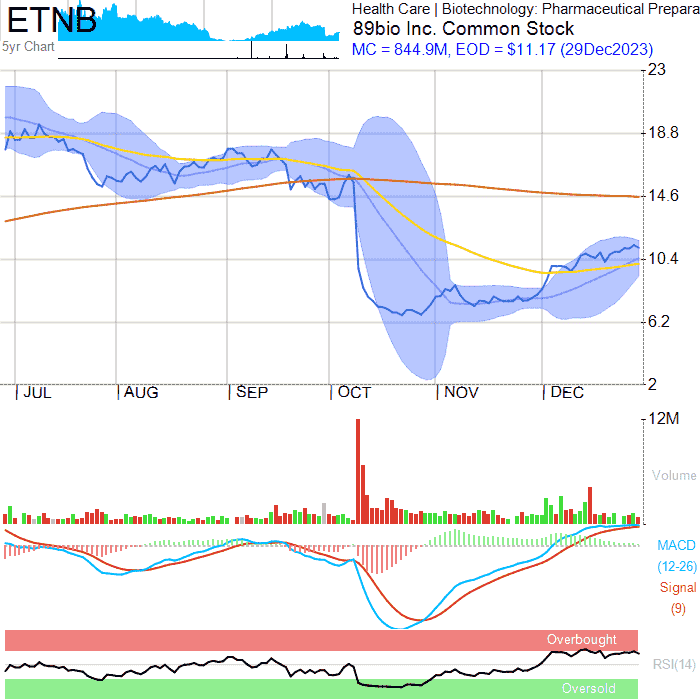 ETNB
5yr Chart
Health Care | Biotechnology: Pharmaceutical Prepara
89bio Inc. Common Stock
MC = 844.9M, EOD = $11.17 (29Dec2023)
23
18.8
14.6
10.4
6.2
2
JUL AUG SEP OCT NOV DEC
12M
Volume
MACD
(12-26)
Signal
(9)
Overbought
RSI(14)
Oversold